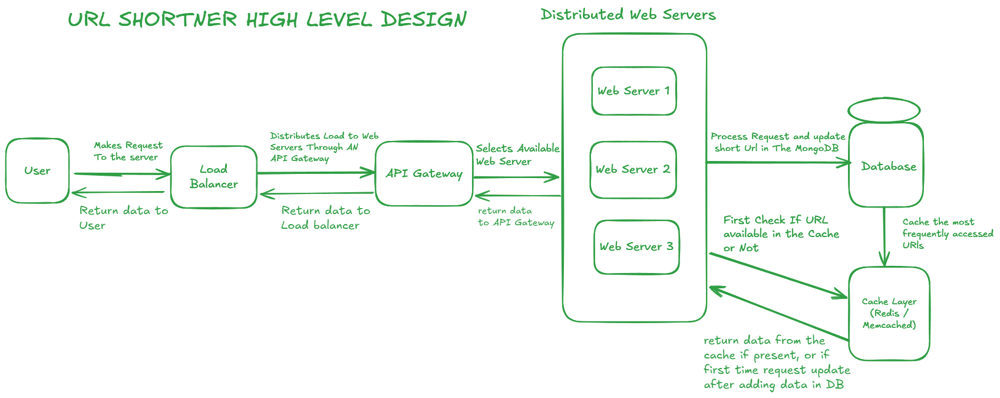 URL SHORTNER HIGH LEVEL DESIGN
Distributed Web Servers
User
Makes Request
To the server
Return data to
User
Load
Balancer
Distributes Load to Web
Servers Through AN
API Gateway
Return data to
Load balancer
API Gateway
Selects Available
Web Server
return data
to API Gateway
Web Server 1
Web Server 2
Web Server 3
Process Request and update
short Url in The MongoDB
Database
First Check If URL
available in the Cache
or Not
Cache the most
frequently accessed
URLs
Cache Layer
(Redis /
Memcached)
return data from the
cache if present, or if
first time request update
after adding data in DB